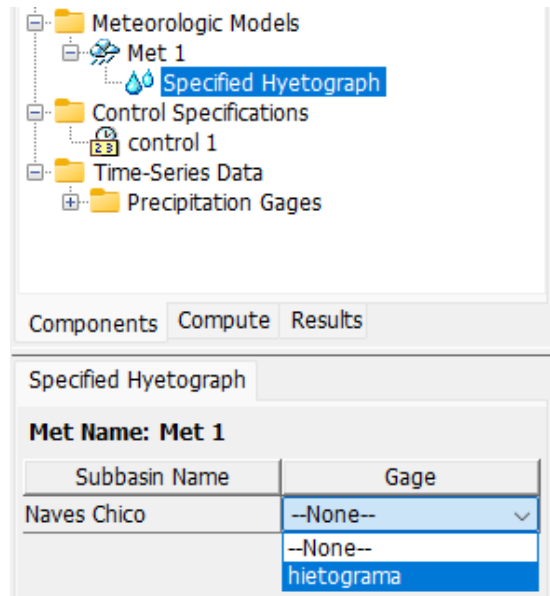 Meteorologic Models
Met 1
Specified Hyetograph
Control Specifications
control 1
Time-Series Data
Precipitation Gages
Components Compute Results
Specified Hyetograph
Met Name: Met 1
Subbasin Name Gage
Naves Chico --None--
--None--
hietograma